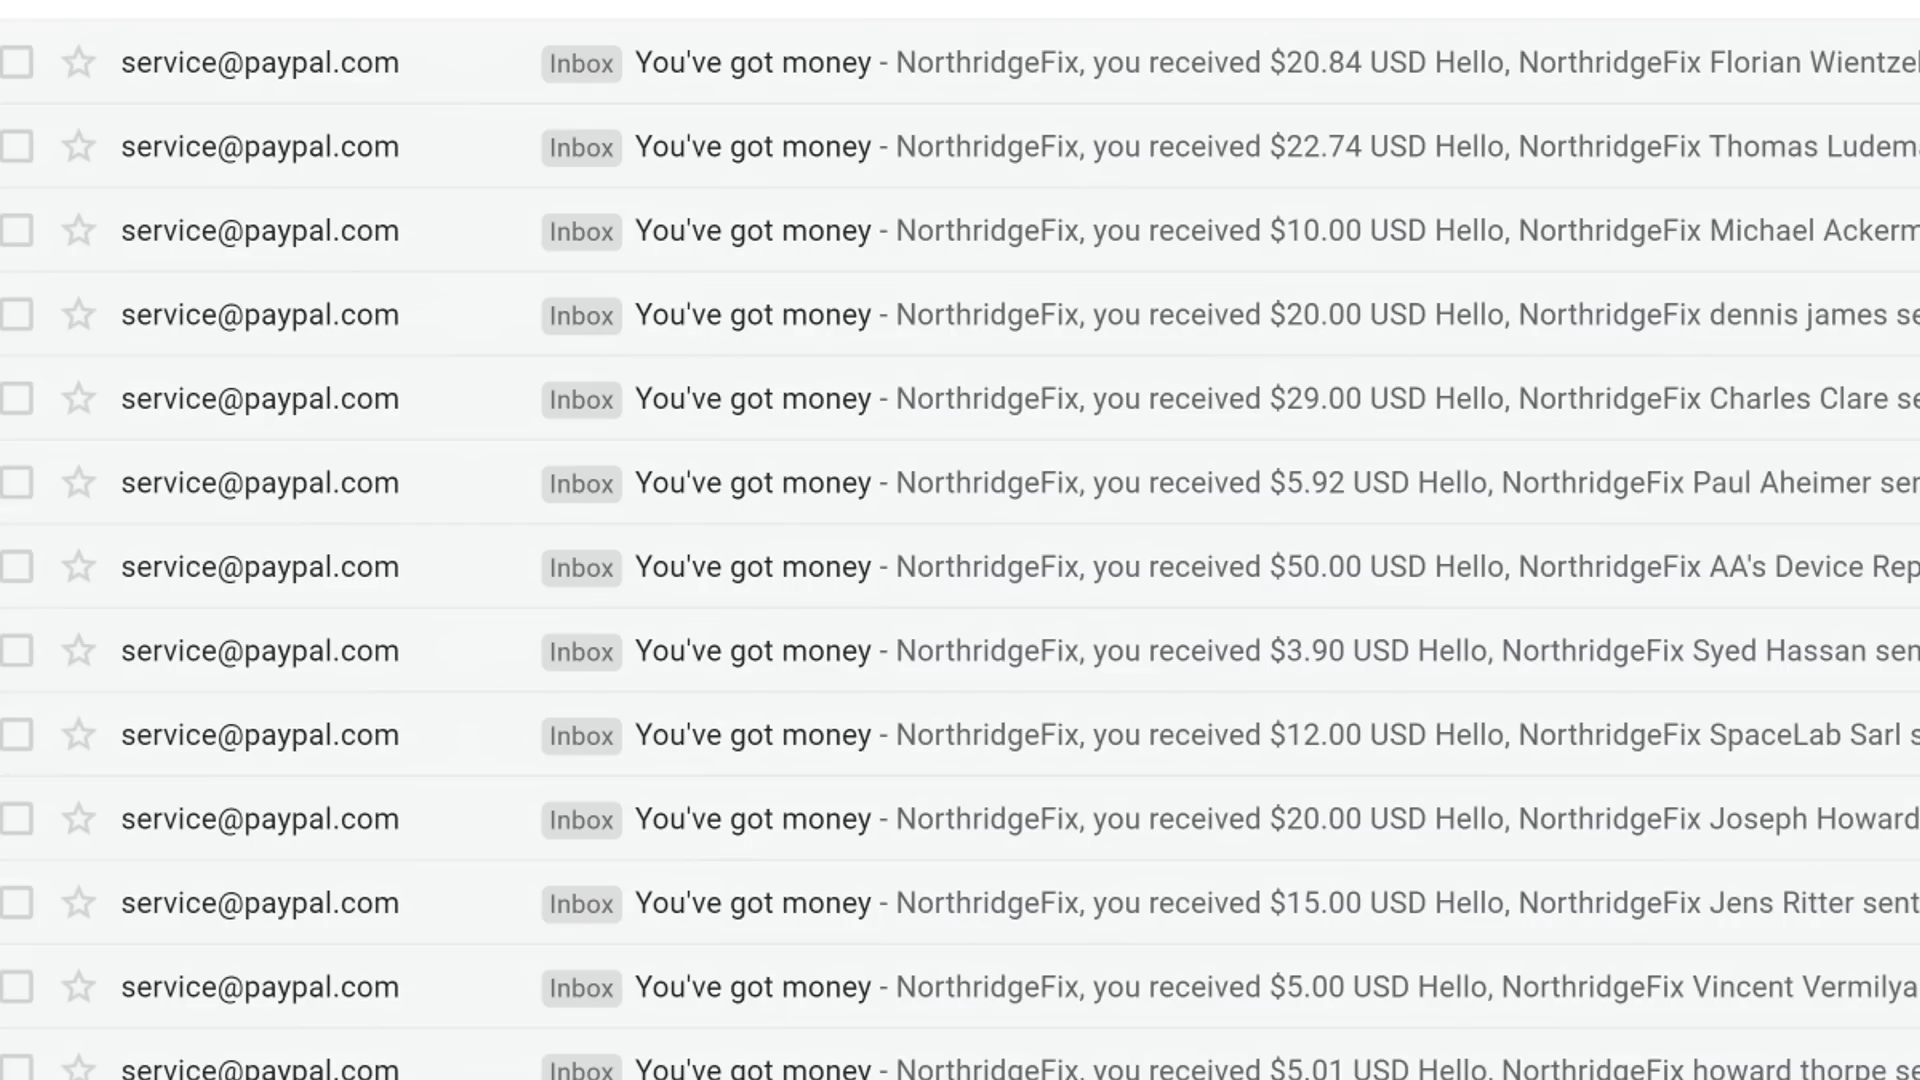 service@paypal.com Inbox You've got money - NorthridgeFix, you received $20.84 USD Hello, NorthridgeFix Florian Wientzel
service@paypal.com Inbox You've got money - NorthridgeFix, you received $22.74 USD Hello, NorthridgeFix Thomas Ludema
service@paypal.com Inbox You've got money - NorthridgeFix, you received $10.00 USD Hello, NorthridgeFix Michael Ackerm
service@paypal.com Inbox You've got money - NorthridgeFix, you received $20.00 USD Hello, NorthridgeFix dennis james se
service@paypal.com Inbox You've got money - NorthridgeFix, you received $29.00 USD Hello, NorthridgeFix Charles Clare se
service@paypal.com Inbox You've got money - NorthridgeFix, you received $5.92 USD Hello, NorthridgeFix Paul Aheimer sen
service@paypal.com Inbox You've got money - NorthridgeFix, you received $50.00 USD Hello, NorthridgeFix AA's Device Rep
service@paypal.com Inbox You've got money - NorthridgeFix, you received $3.90 USD Hello, NorthridgeFix Syed Hassan sen
service@paypal.com Inbox You've got money - NorthridgeFix, you received $12.00 USD Hello, NorthridgeFix SpaceLab Sarl s
service@paypal.com Inbox You've got money - NorthridgeFix, you received $20.00 USD Hello, NorthridgeFix Joseph Howard
service@paypal.com Inbox You've got money - NorthridgeFix, you received $15.00 USD Hello, NorthridgeFix Jens Ritter sent
service@paypal.com Inbox You've got money - NorthridgeFix, you received $5.00 USD Hello, NorthridgeFix Vincent Vermilya
service@paypal.com Inbox You've got money - NorthridgeFix, you received $5.01 USD Hello, NorthridgeFix howard thorpe se